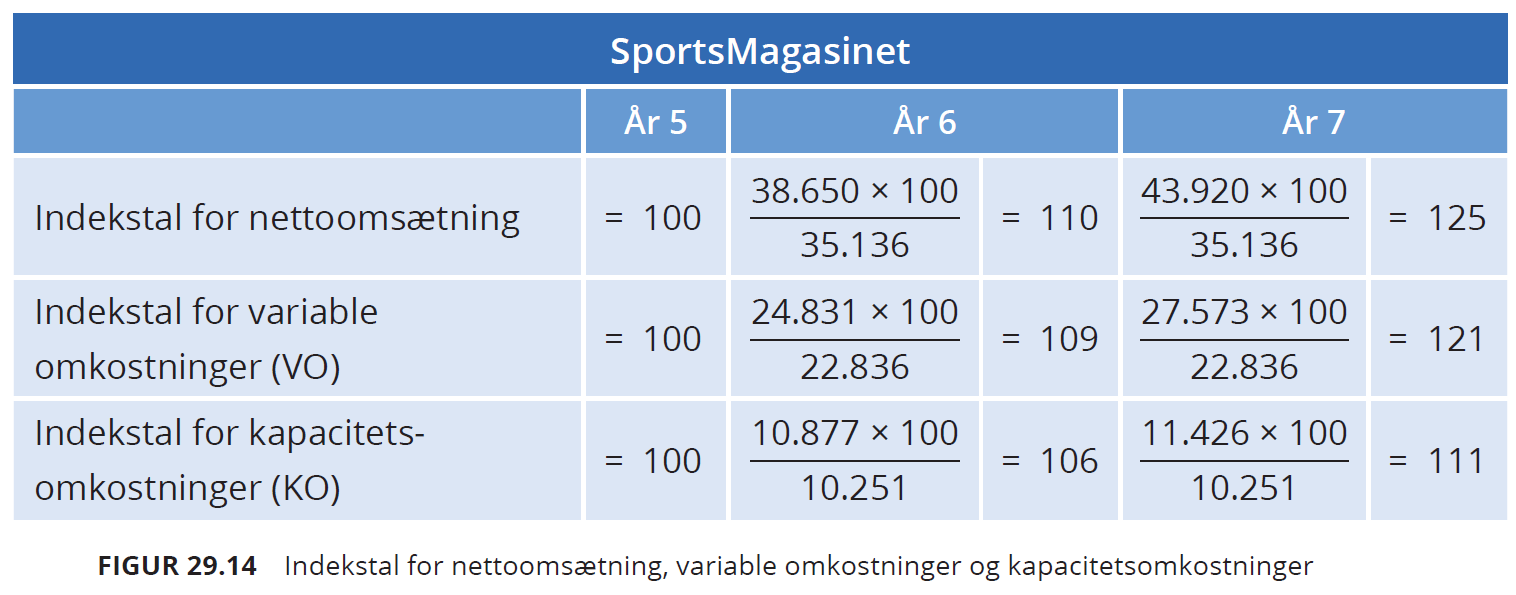 SportsMagasinet
År 5 År 6 År 7
Indekstal for nettoomsætning = 100 38.650 × 100 = 110 43.920 × 100 = 125
35.136 35.136
Indekstal for variable
omkostninger (VO) = 100 24.831 × 100 = 109 27.573 × 100 = 121
22.836 22.836
Indekstal for kapacitets-
omkostninger (KO) = 100 10.877 × 100 = 106 11.426 × 100 = 111
10.251 10.251
FIGUR 29.14 Indekstal for nettoomsætning, variable omkostninger og kapacitetsomkostninger